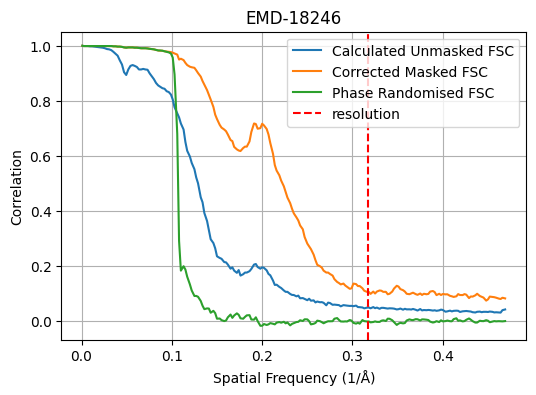 EMD-18246
Calculated Unmasked FSC
Corrected Masked FSC
Phase Randomised FSC
resolution
Correlation
1.0
0.8
0.6
0.4
0.2
0.0
0.0 0.1 0.2 0.3 0.4
Spatial Frequency (1/Å)